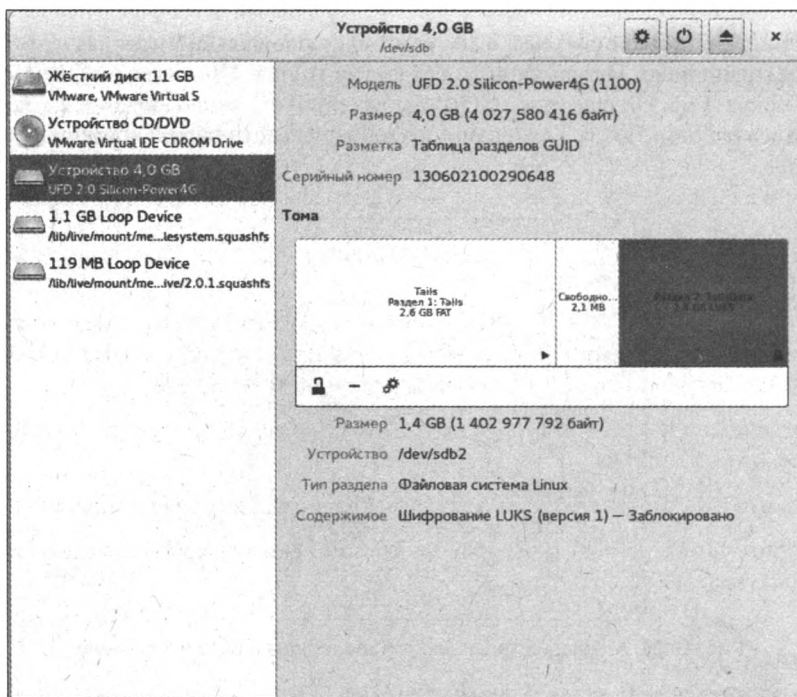 Устройство 4,0 GB
/dev/sdb
×
Жёсткий диск 11 GB
VMware, VMware Virtual S
Устройство CD/DVD
VMware Virtual IDE CDROM Drive
Устройство 4,0 GB
UFD 2.0 Silicon-Power4G
1,1 GB Loop Device
/lib/live/mount/me...lesystem.squashfs
119 MB Loop Device
/lib/live/mount/me...ive/2.0.1.squashfs
Модель UFD 2.0 Silicon-Power4G (1100)
Размер 4,0 GB (4 027 580 416 байт)
Разметка Таблица разделов GUID
Серийный номер 130602100290648
Тома
Tails
Раздел 1: Tails
2.6 GB FAT
Свободно...
2,1 MB
Раздел 2:
Размер 1,4 GB (1 402 977 792 байт)
Устройство /dev/sdb2
Тип раздела Файловая система Linux
Содержимое Шифрование LUKS (версия 1) — Заблокировано